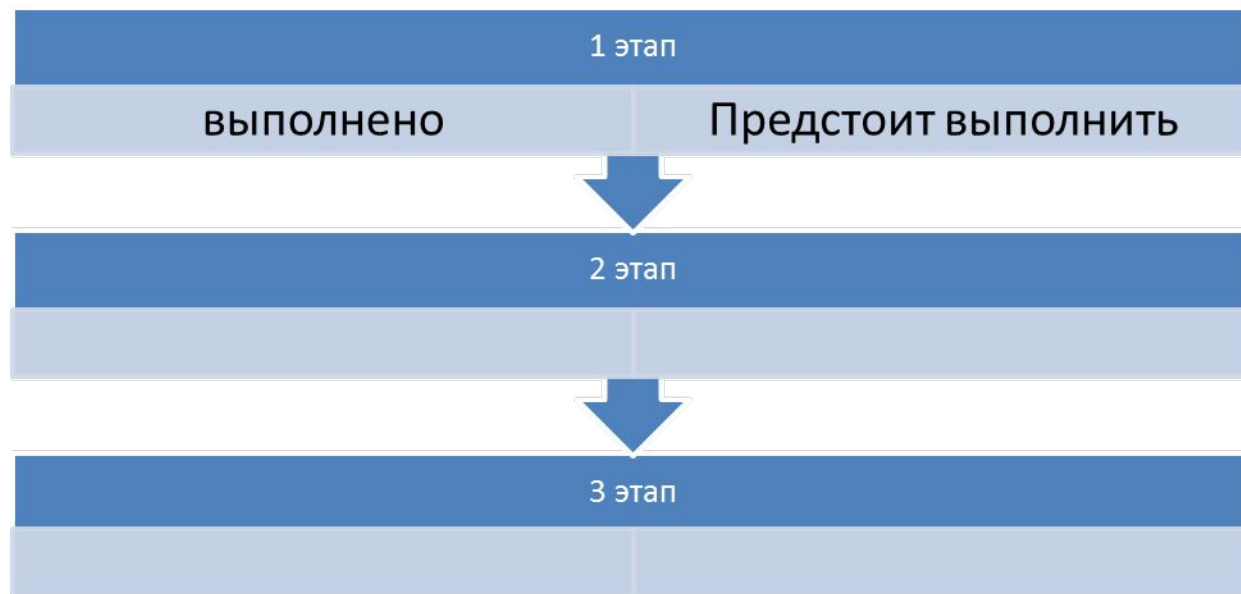 1 этап
выполнено Предстоит выполнить
2 этап
3 этап